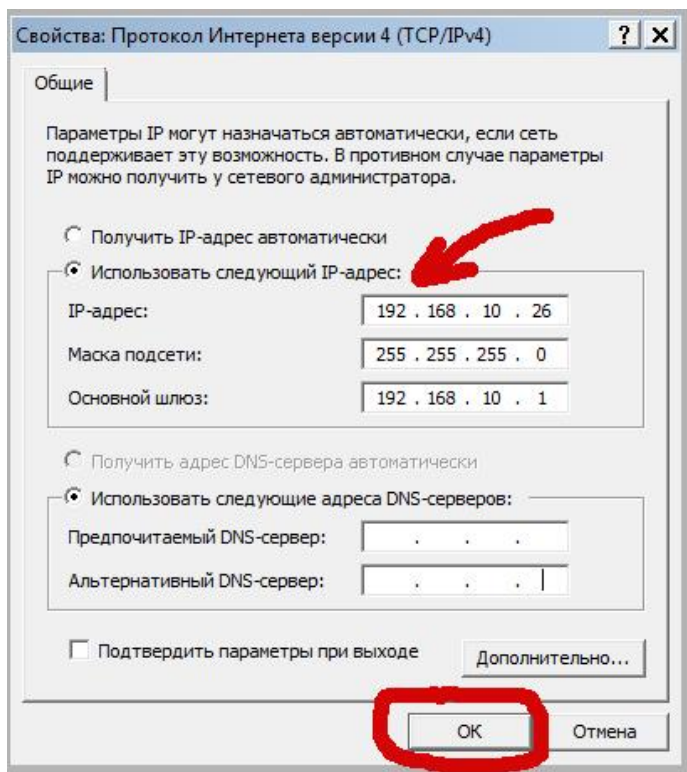 Свойства: Протокол Интернета версии 4 (TCP/IPv4)
? X
Общие
Параметры IP могут назначаться автоматически, если сеть
поддерживает эту возможность. В противном случае параметры
IP можно получить у сетевого администратора.
Получить IP-адрес автоматически
Использовать следующий IP-адрес:
IP-адрес: 192 . 168 . 10 . 26
Маска подсети: 255 . 255 . 255 . 0
Основной шлюз: 192 . 168 . 10 . 1
Получить адрес DNS-сервера автоматически
Использовать следующие адреса DNS-серверов:
Предпочитаемый DNS-сервер: . . .
Альтернативный DNS-сервер: . . .
Подтвердить параметры при выходе
Дополнительно...
ОК Отмена